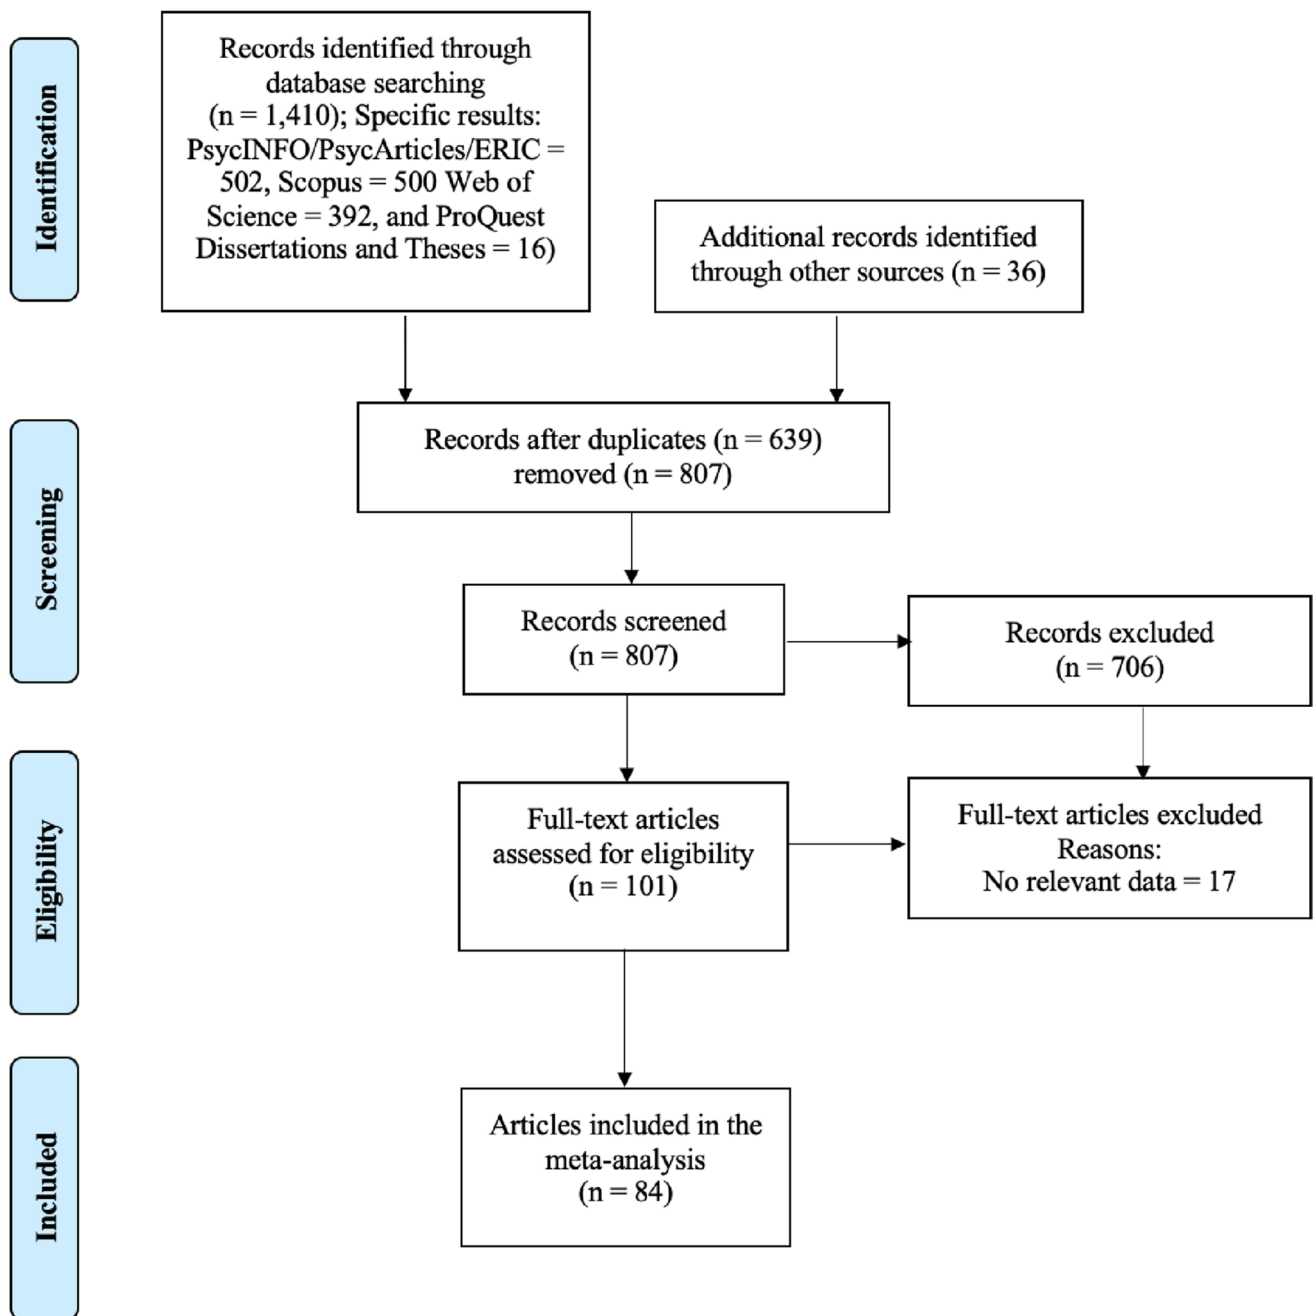 Identification
Records identified through
database searching
(n = 1,410); Specific results:
PsycINFO/PsycArticles/ERIC =
502, Scopus = 500 Web of
Science = 392, and ProQuest
Dissertations and Theses = 16)
Additional records identified
through other sources (n = 36)
Screening
Records after duplicates (n = 639)
removed (n = 807)
Records screened
(n = 807)
Records excluded
(n = 706)
Eligibility
Full-text articles
assessed for eligibility
(n = 101)
Full-text articles excluded
Reasons:
No relevant data = 17
Included
Articles included in the
meta-analysis
(n = 84)